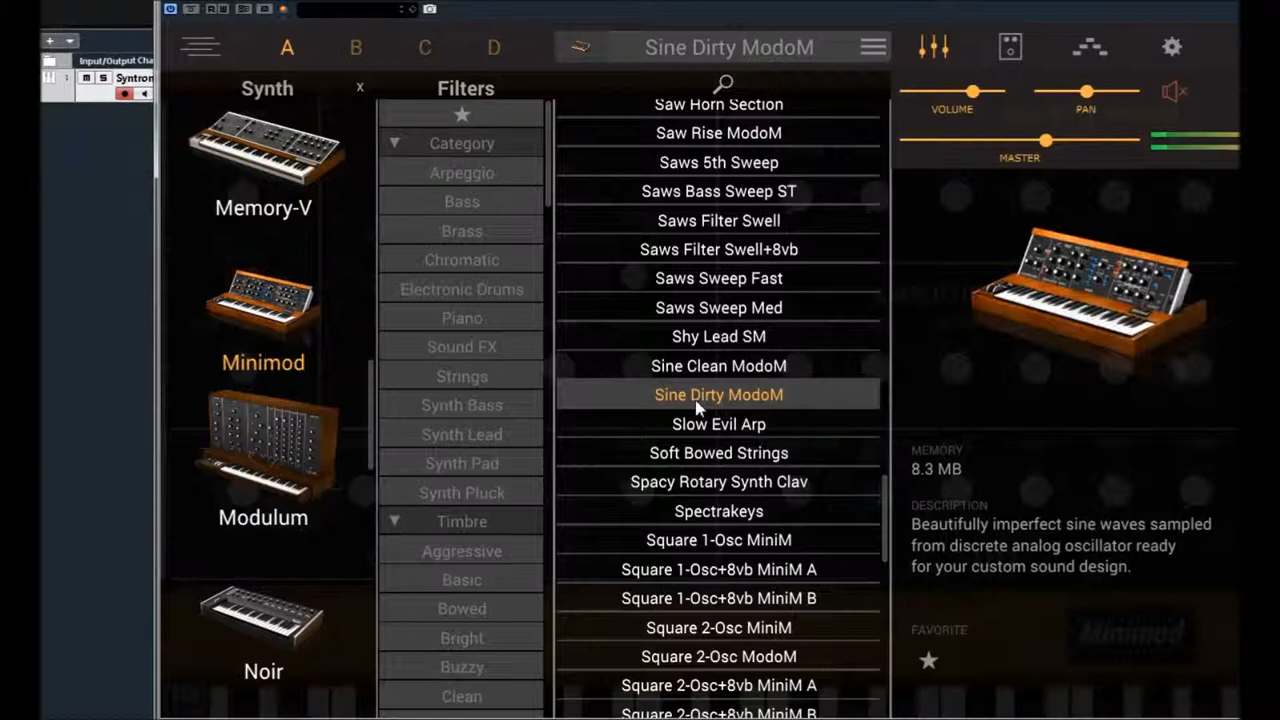 A
B
C
D
Sine Dirty ModoM
Input/Output Cha
1
M
S
Syntron
Synth
x
Filters
VOLUME
PAN
MASTER
Memory-V
Minimod
Modulum
Noir
Category
Arpeggio
Bass
Brass
Chromatic
Electronic Drums
Piano
Sound FX
Strings
Synth Bass
Synth Lead
Synth Pad
Synth Pluck
Timbre
Aggressive
Basic
Bowed
Bright
Buzzy
Clean
Saw Horn Section
Saw Rise ModoM
Saws 5th Sweep
Saws Bass Sweep ST
Saws Filter Swell
Saws Filter Swell+8vb
Saws Sweep Fast
Saws Sweep Med
Shy Lead SM
Sine Clean ModoM
Sine Dirty ModoM
Slow Evil Arp
Soft Bowed Strings
Spacy Rotary Synth Clav
Spectrakeys
Square 1-Osc MiniM
Square 1-Osc+8vb MiniM A
Square 1-Osc+8vb MiniM B
Square 2-Osc MiniM
Square 2-Osc ModoM
Square 2-Osc+8vb MiniM A
Square 2-Osc+8vb MiniM B
MEMORY
8.3 MB
DESCRIPTION
Beautifully imperfect sine waves sampled
from discrete analog oscillator ready
for your custom sound design.
FAVORITE
Minimod